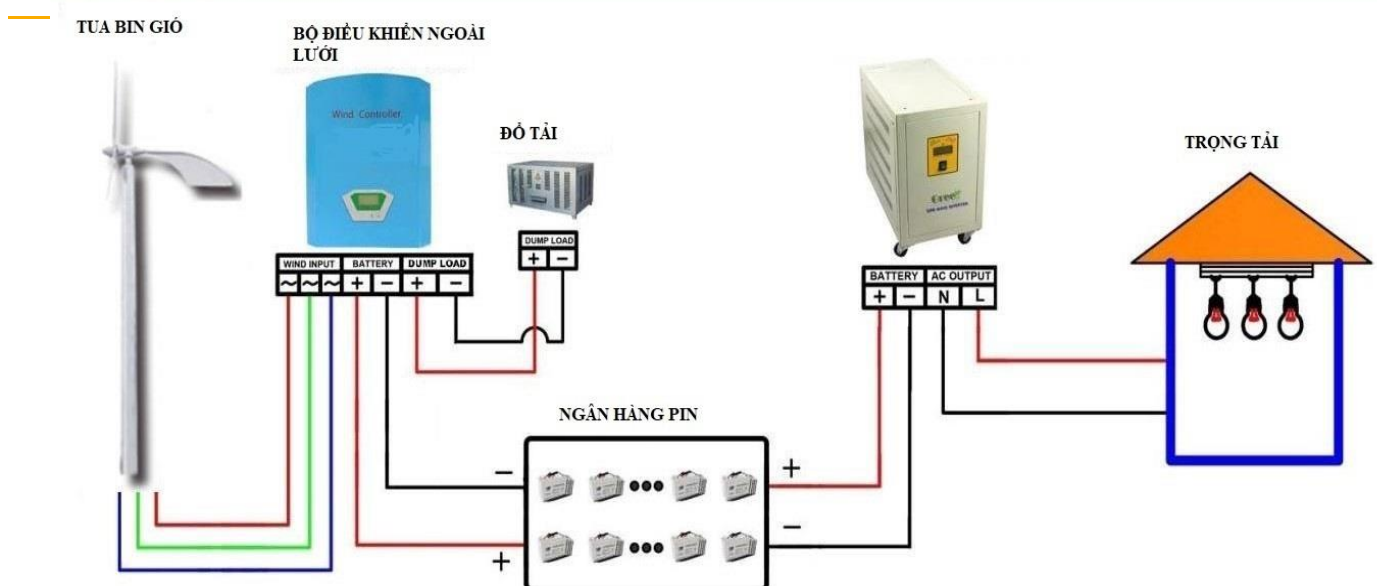 TUA BIN GIÓ
BỘ ĐIỀU KHIỂN NGOÀI
LƯỚI
Wind Controller
ĐỔ TẢI
TRỌNG TẢI
DUMP LOAD
+ −
WIND INPUT BATTERY DUMP LOAD
~ ~ ~ + − + −
BATTERY AC OUTPUT
+ − N L
NGÂN HÀNG PIN
− +
+ −